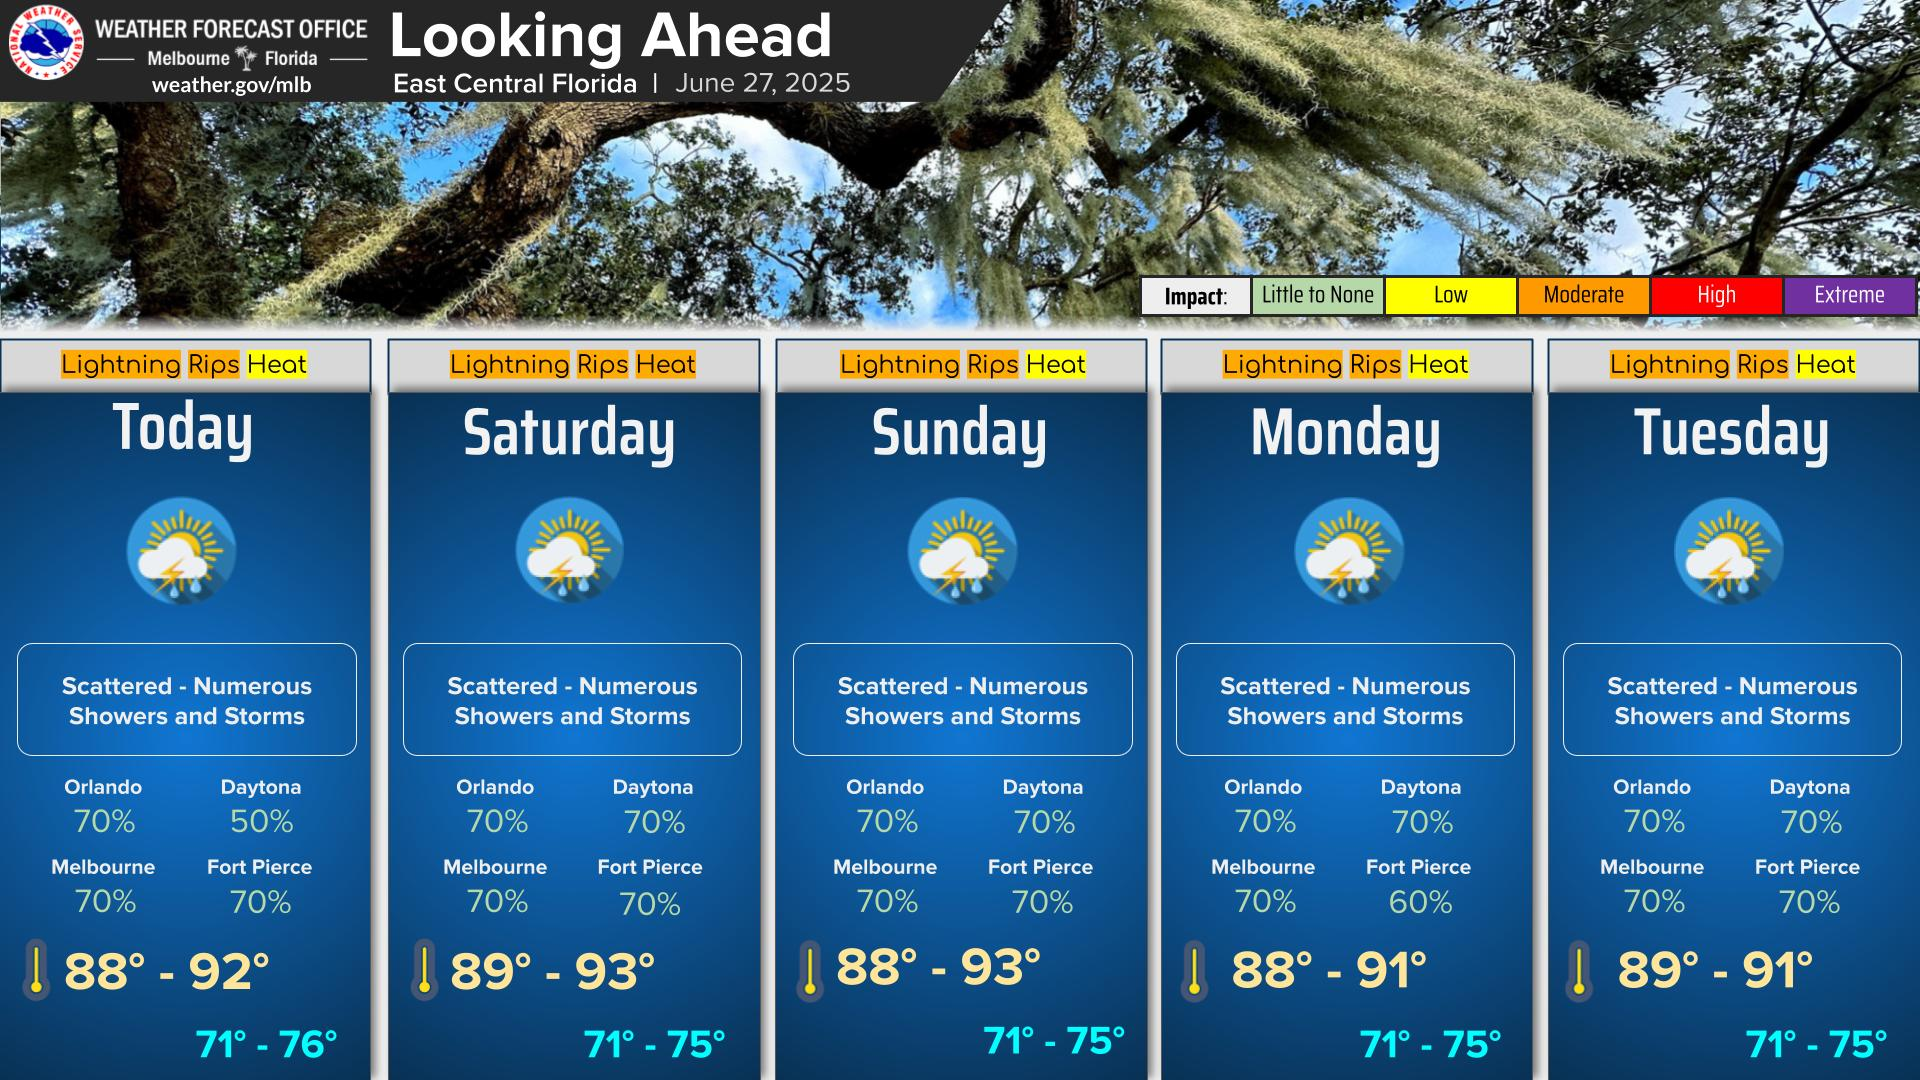 NATIONAL WEATHER SERVICE
WEATHER FORECAST OFFICE
Melbourne Florida
weather.gov/mlb
Looking Ahead
East Central Florida | June 27, 2025
Impact: Little to None Low Moderate High Extreme
Lightning Rips Heat
Today
Scattered - Numerous
Showers and Storms
Orlando Daytona
70% 50%
Melbourne Fort Pierce
70% 70%
88° - 92°
71° - 76°
Lightning Rips Heat
Saturday
Scattered - Numerous
Showers and Storms
Orlando Daytona
70% 70%
Melbourne Fort Pierce
70% 70%
89° - 93°
71° - 75°
Lightning Rips Heat
Sunday
Scattered - Numerous
Showers and Storms
Orlando Daytona
70% 70%
Melbourne Fort Pierce
70% 70%
88° - 93°
71° - 75°
Lightning Rips Heat
Monday
Scattered - Numerous
Showers and Storms
Orlando Daytona
70% 70%
Melbourne Fort Pierce
70% 60%
88° - 91°
71° - 75°
Lightning Rips Heat
Tuesday
Scattered - Numerous
Showers and Storms
Orlando Daytona
70% 70%
Melbourne Fort Pierce
70% 70%
89° - 91°
71° - 75°